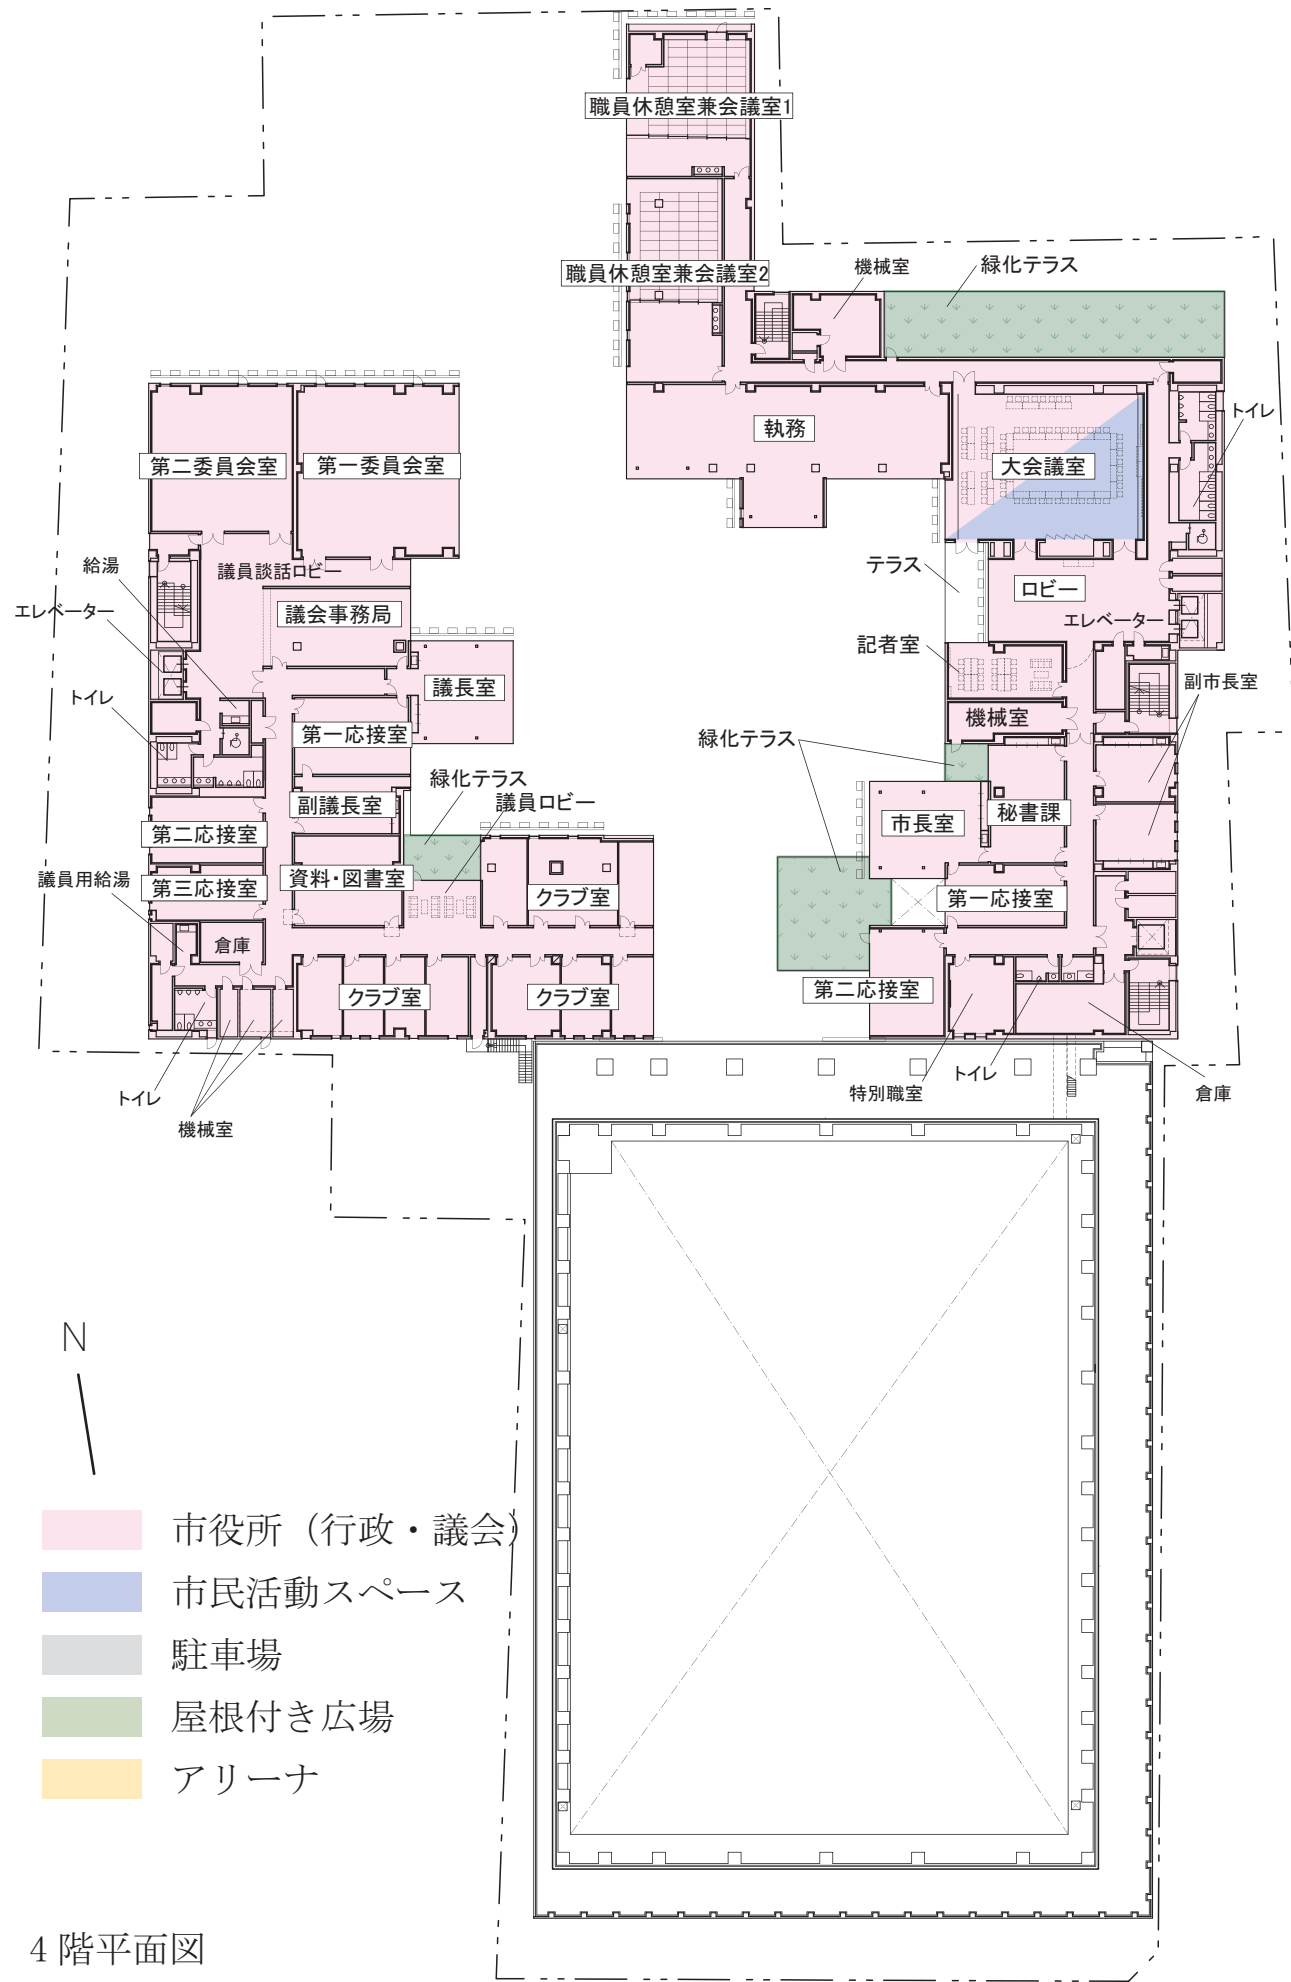 職員休憩室兼会議室1
職員休憩室兼会議室2
機械室
緑化テラス
執務
大会議室
トイレ
第二委員会室
第一委員会室
給湯
議員談話ロビー
エレベーター
議会事務局
トイレ
議長室
第一応接室
テラス
ロビー
エレベーター
記者室
副市長室
機械室
緑化テラス
緑化テラス
議員ロビー
副議長室
第二応接室
市長室
秘書課
議員用給湯
第三応接室
資料・図書室
クラブ室
第一応接室
倉庫
クラブ室
クラブ室
第二応接室
トイレ
機械室
特別職室
トイレ
倉庫
N
市役所（行政・議会）
市民活動スペース
駐車場
屋根付き広場
アリーナ
4 階平面図